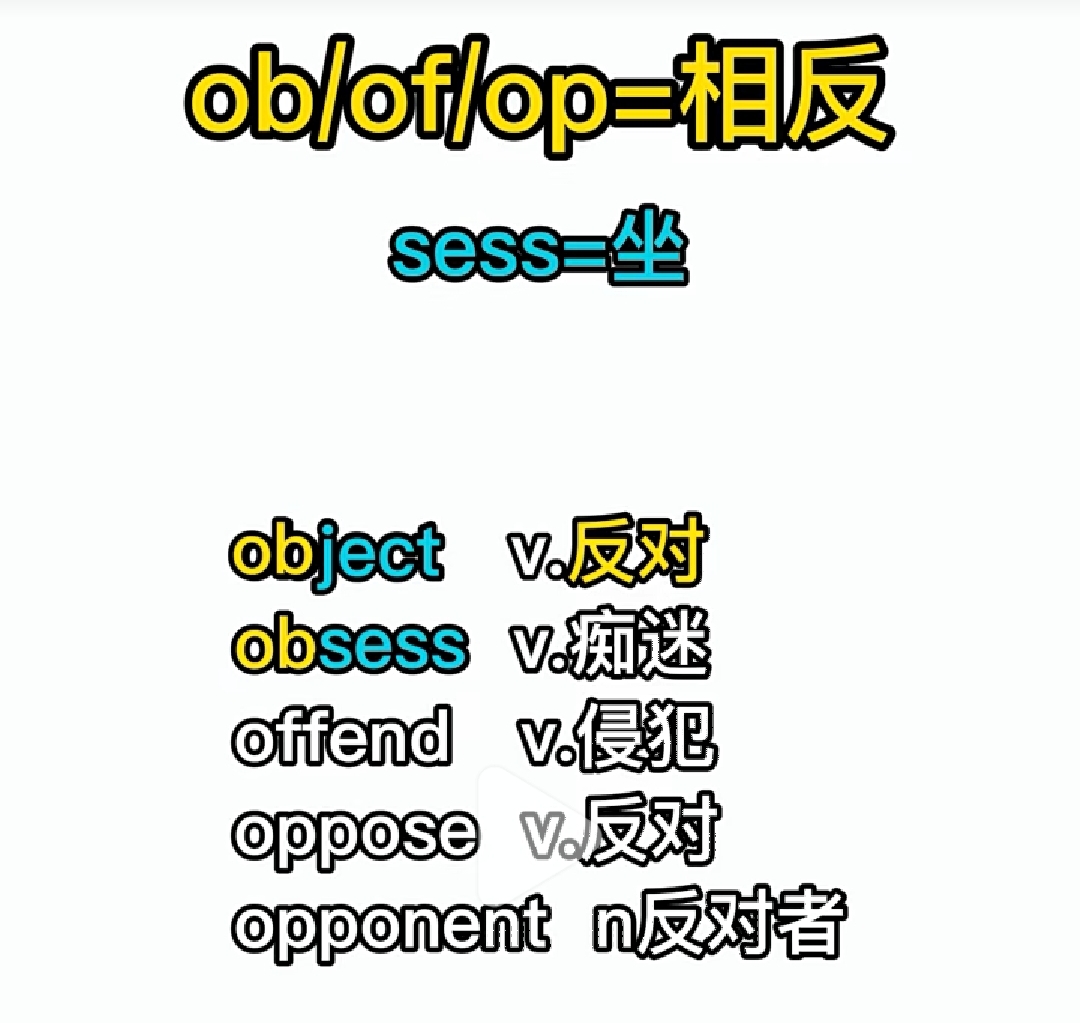 ob/of/op=相反
sess=坐
object v.反对
obsess v.痴迷
offend v.侵犯
oppose v.反对
opponent n反对者